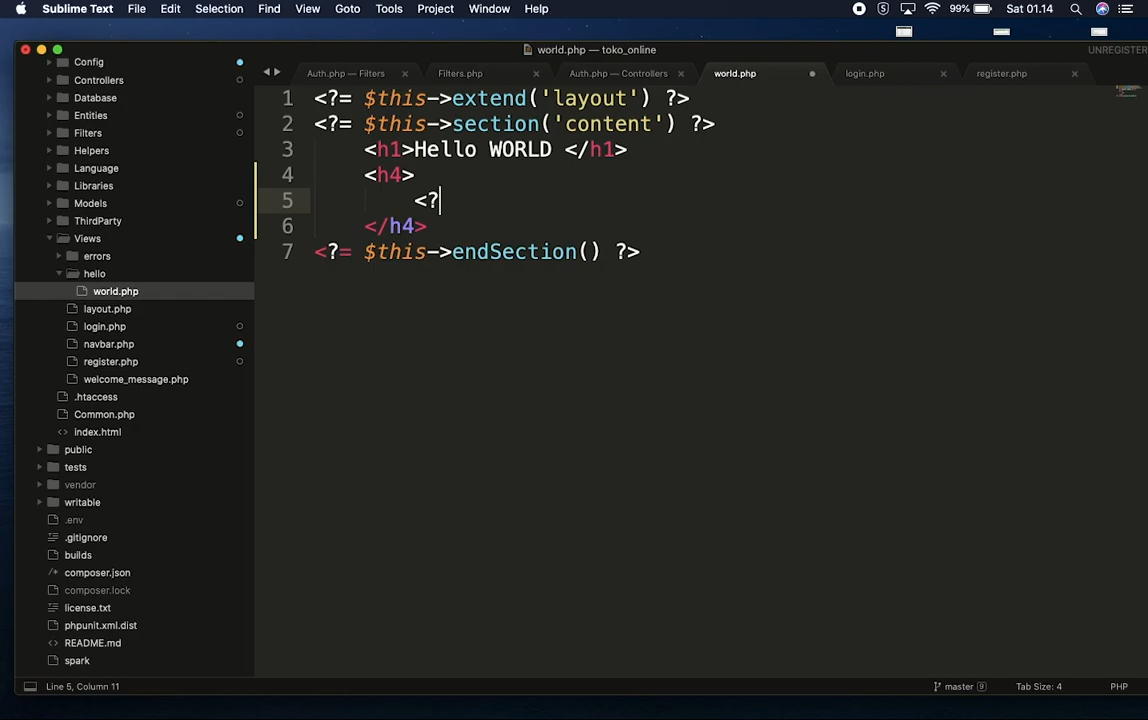 Sublime Text File Edit Selection Find View Goto Tools Project Window Help 99% Sat 01.14
world.php — toko_online UNREGISTER
Auth.php — Filters × Filters.php × Auth.php — Controllers × world.php login.php × register.php ×
Config
Controllers
Database
Entities
Filters
Helpers
Language
Libraries
Models
ThirdParty
Views
errors
hello
world.php
layout.php
login.php
navbar.php
register.php
welcome_message.php
.htaccess
Common.php
<> index.html
public
tests
vendor
writable
.env
.gitignore
builds
/* composer.json
composer.lock
license.txt
phpunit.xml.dist
<> README.md
spark
1 <?= $this->extend('layout') ?>
2 <?= $this->section('content') ?>
3 <h1>Hello WORLD </h1>
4 <h4>
5 <?
6 </h4>
7 <?= $this->endSection() ?>
Line 5, Column 11 master 9 Tab Size: 4 PHP